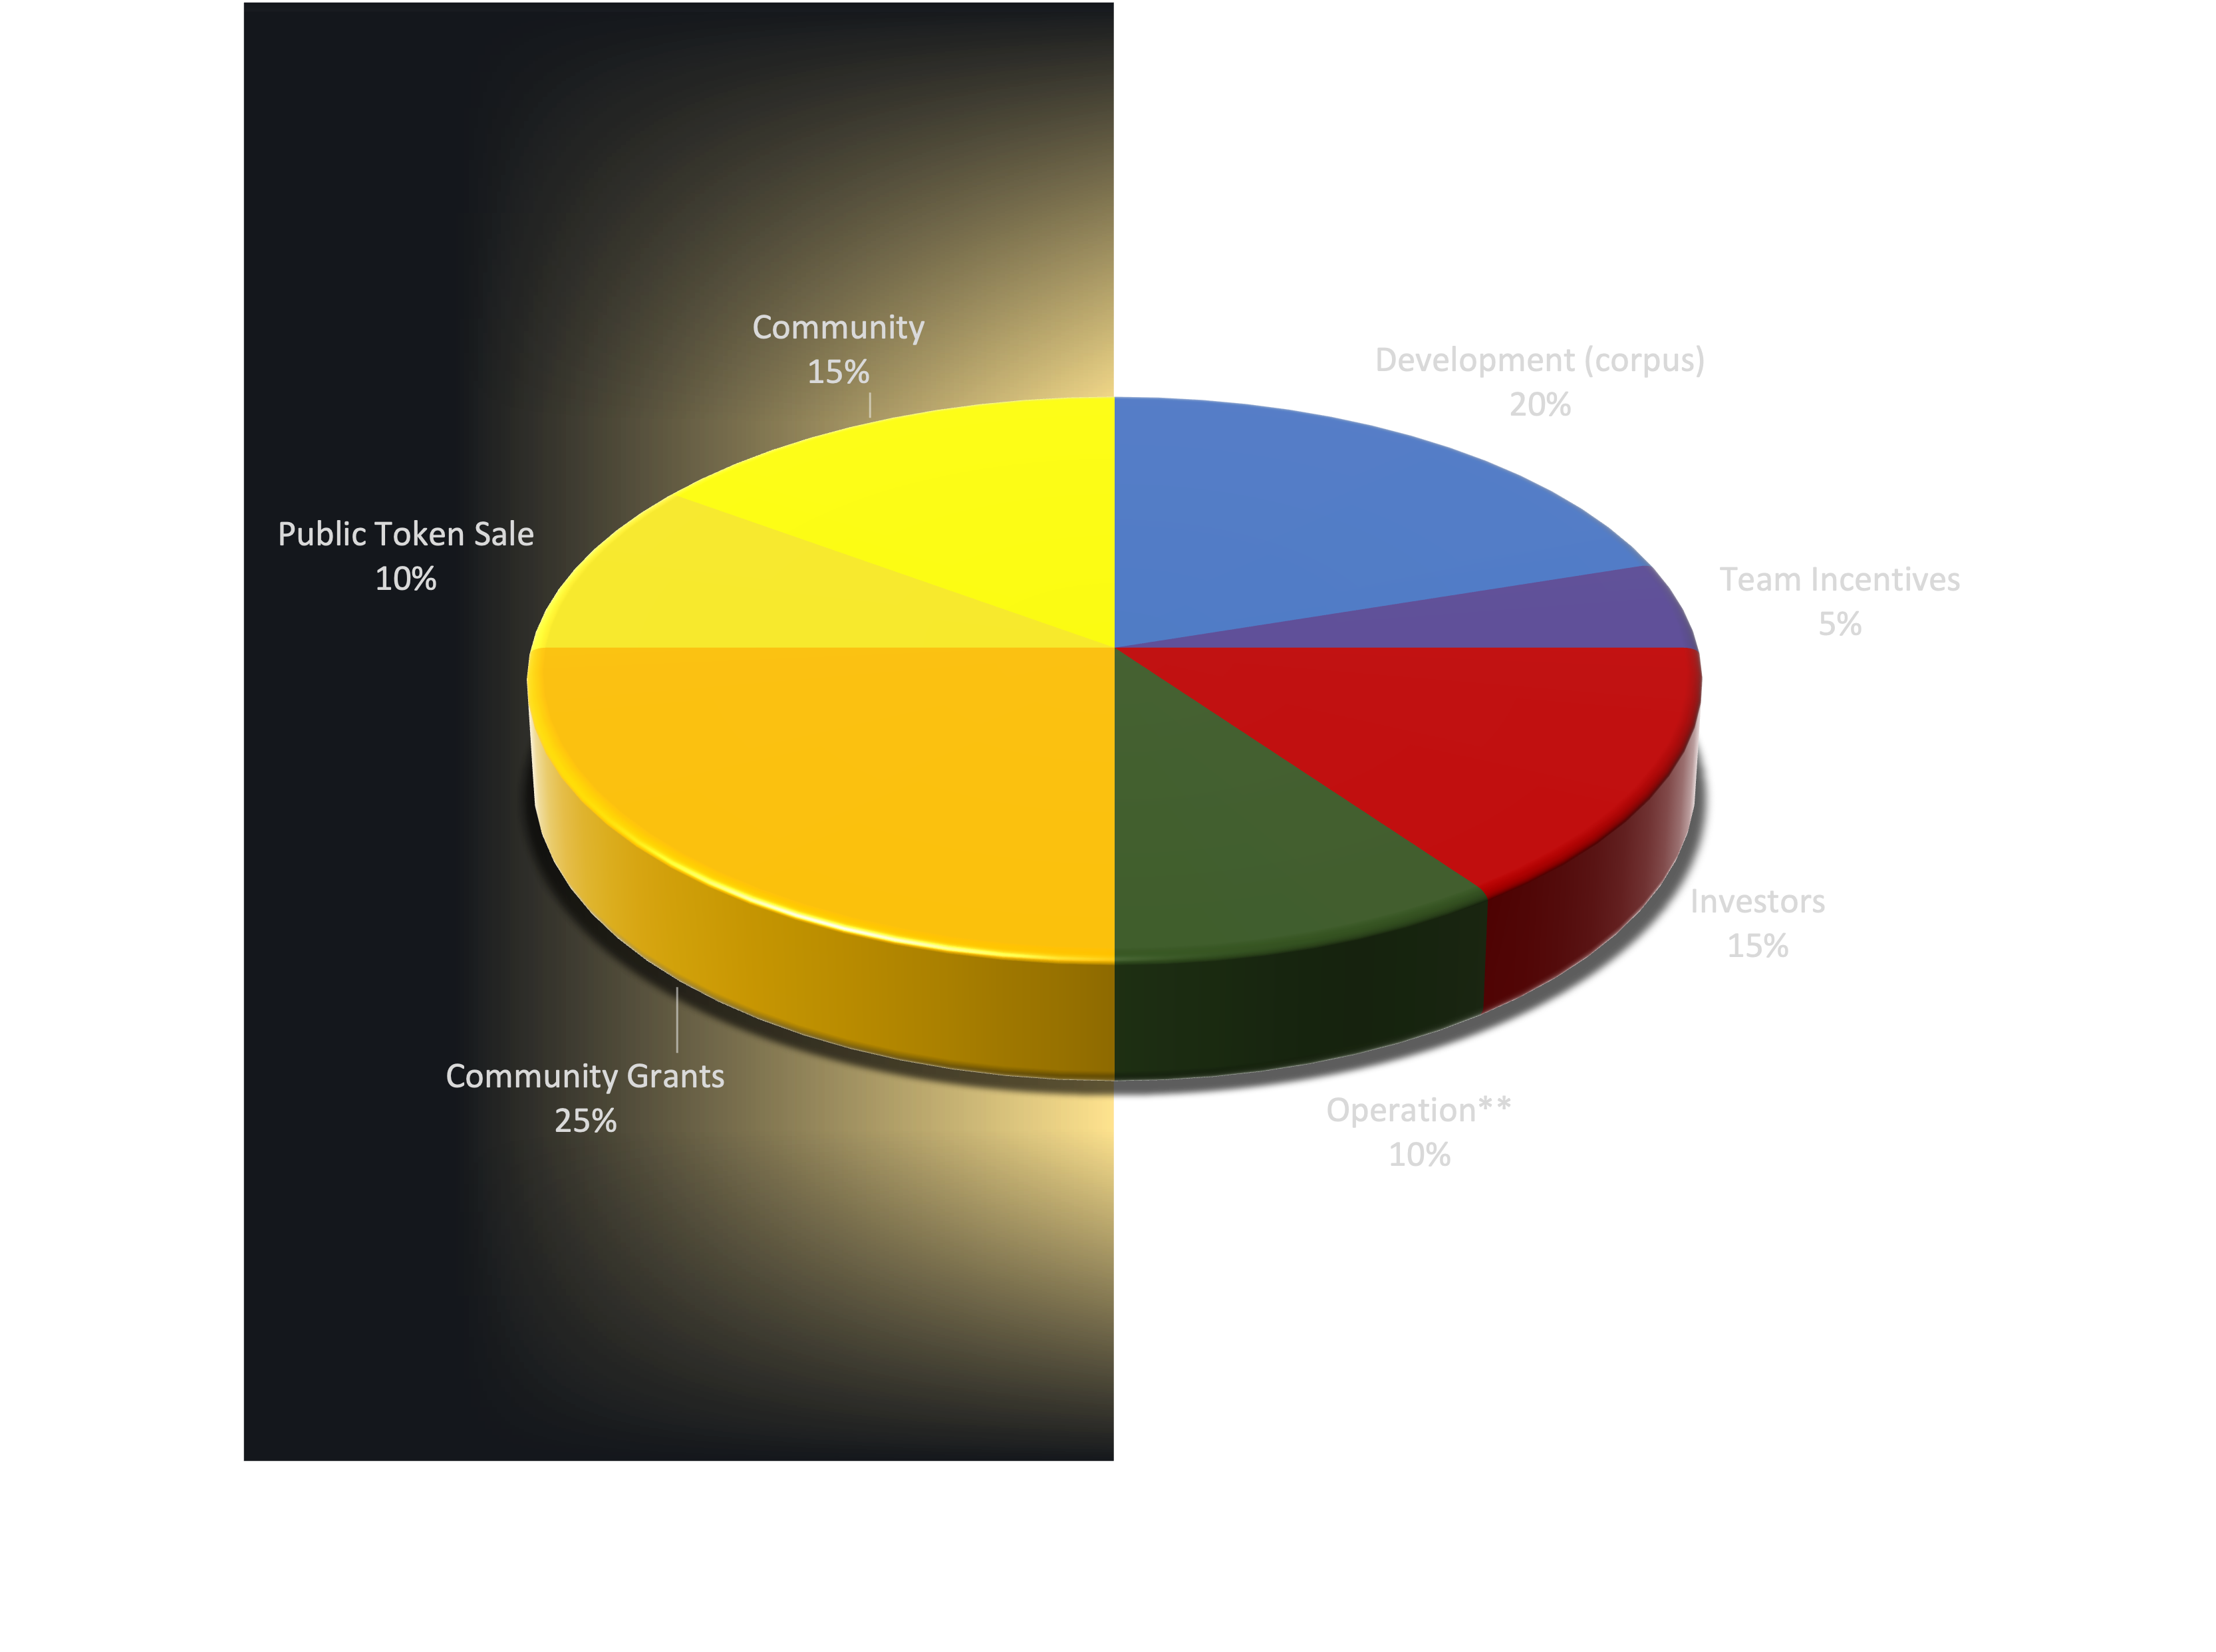 Community
15%
Development (corpus)
20%
Public Token Sale
10%
Team Incentives
5%
Investors
15%
Community Grants
25%
Operation**
10%